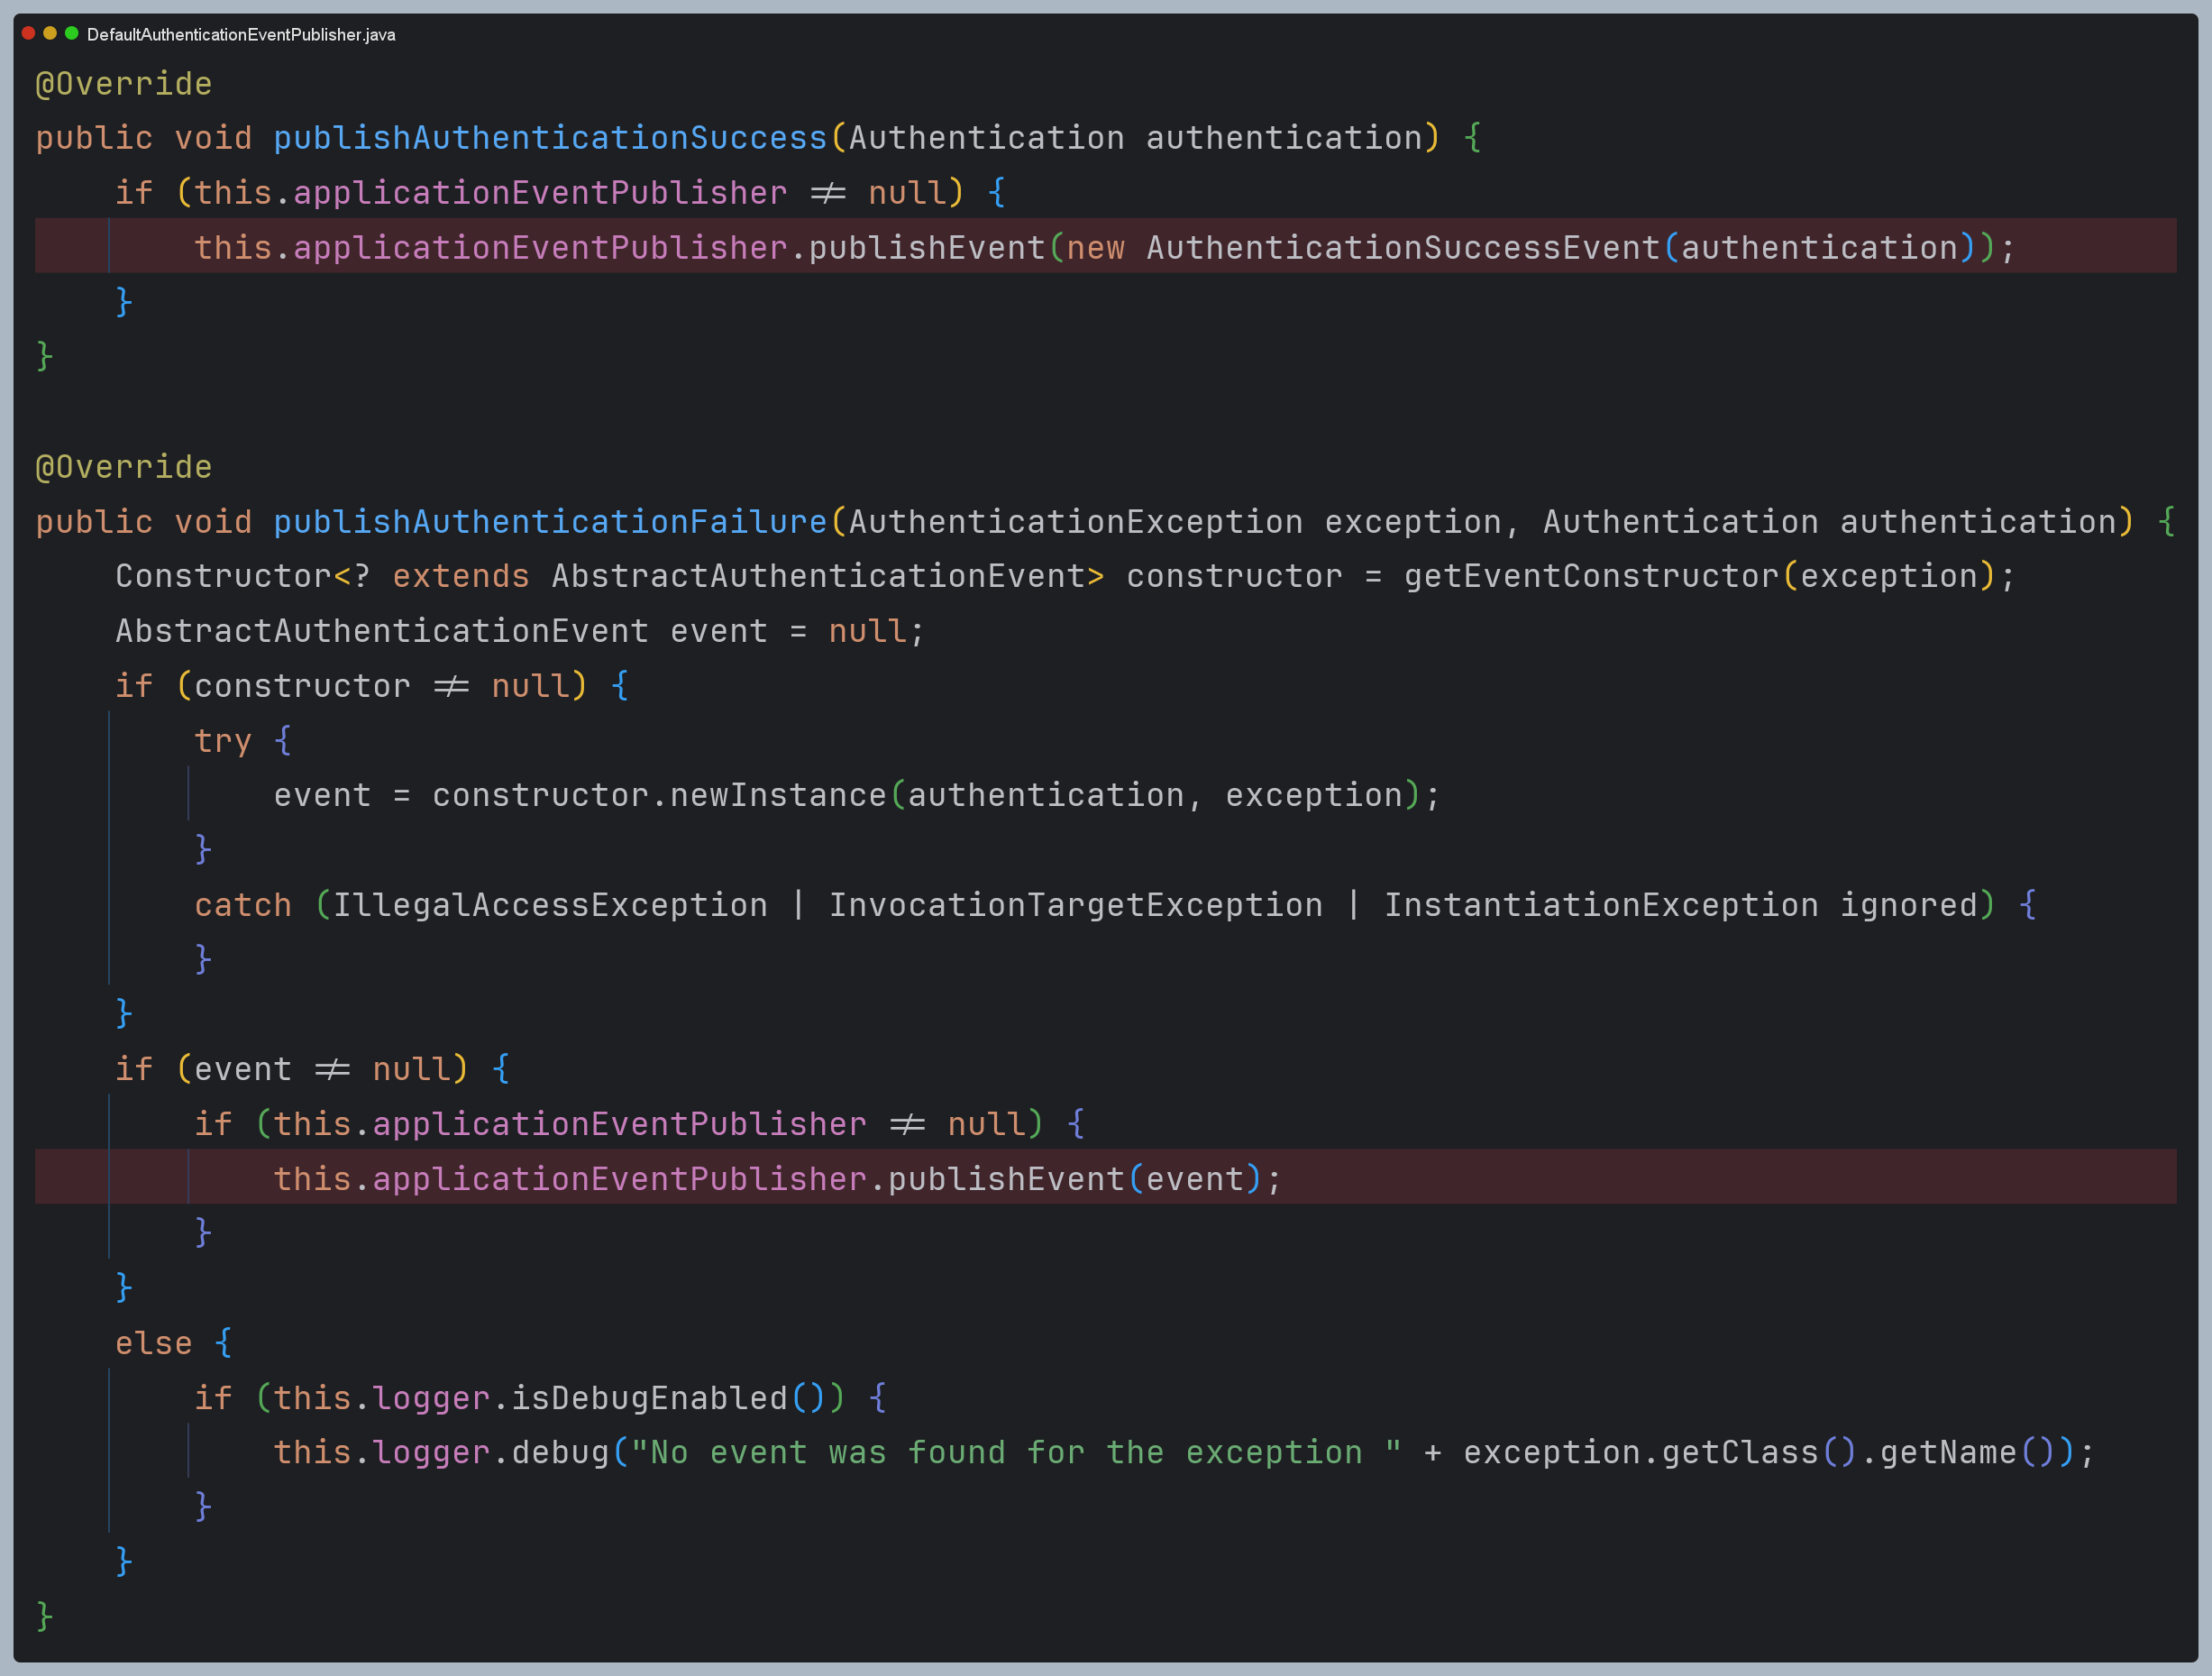 DefaultAuthenticationEventPublisher.java
@Override
public void publishAuthenticationSuccess(Authentication authentication) {
    if (this.applicationEventPublisher != null) {
        this.applicationEventPublisher.publishEvent(new AuthenticationSuccessEvent(authentication));
    }
}

@Override
public void publishAuthenticationFailure(AuthenticationException exception, Authentication authentication) {
    Constructor<? extends AbstractAuthenticationEvent> constructor = getEventConstructor(exception);
    AbstractAuthenticationEvent event = null;
    if (constructor != null) {
        try {
            event = constructor.newInstance(authentication, exception);
        }
        catch (IllegalAccessException | InvocationTargetException | InstantiationException ignored) {
        }
    }
    if (event != null) {
        if (this.applicationEventPublisher != null) {
            this.applicationEventPublisher.publishEvent(event);
        }
    }
    else {
        if (this.logger.isDebugEnabled()) {
            this.logger.debug("No event was found for the exception " + exception.getClass().getName());
        }
    }
}